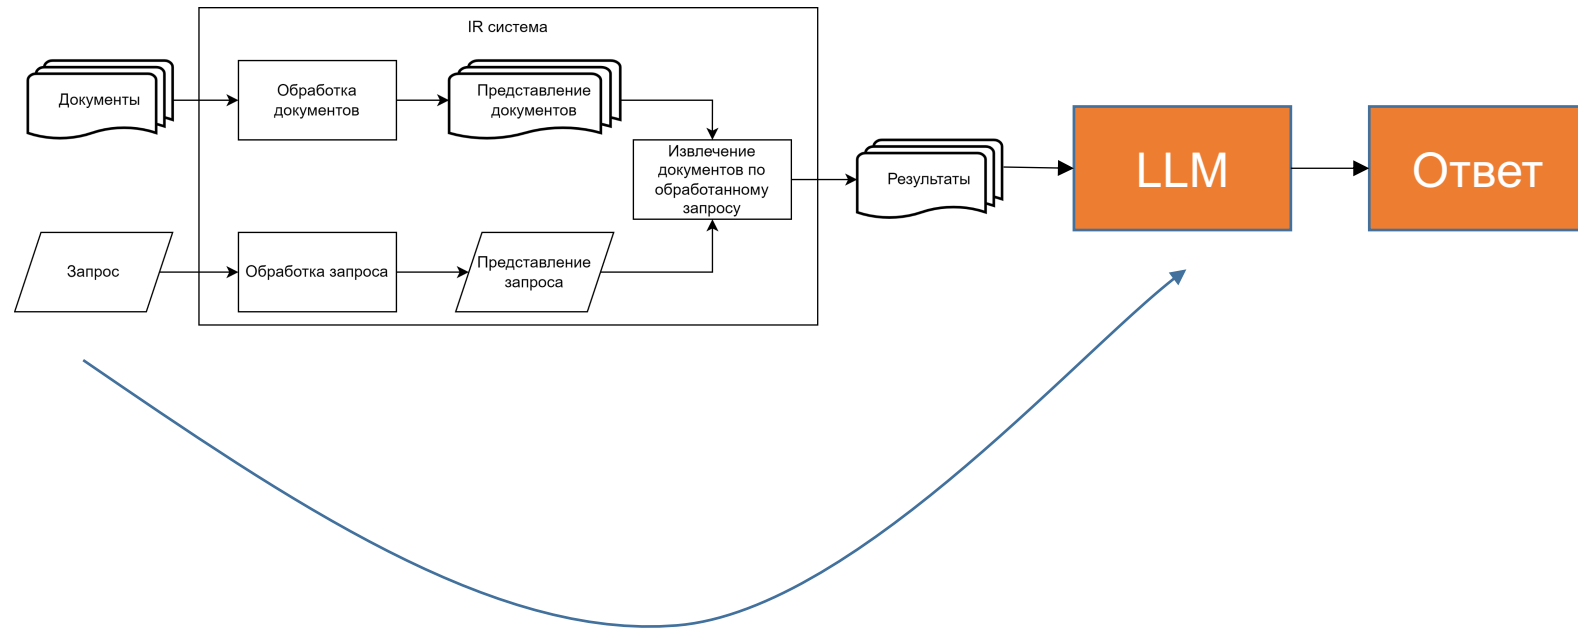 IR система
Документы
Обработка
документов
Представление
документов
Извлечение
документов по
обработанному
запросу
Результаты
LLM
Ответ
Запрос
Обработка запроса
Представление
запроса